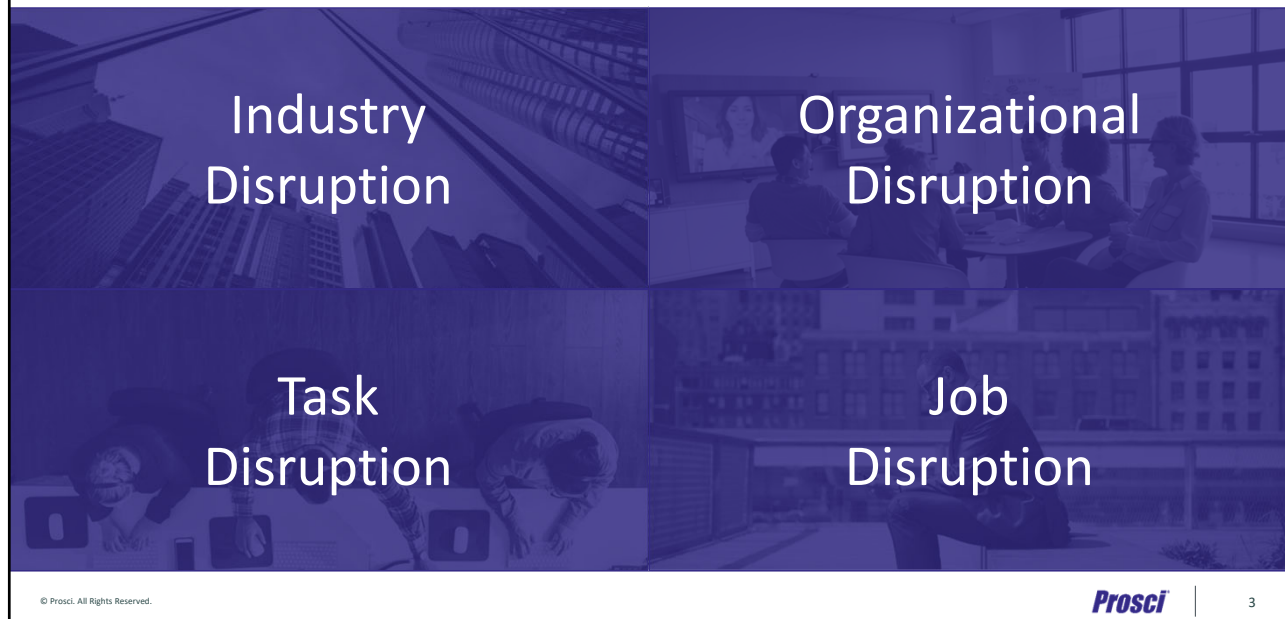 Industry
Disruption
Organizational
Disruption
Task
Disruption
Job
Disruption
© Prosci. All Rights Reserved.
Prosci
3